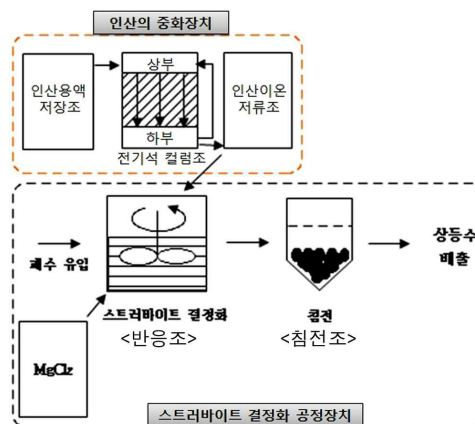 인산의 중화장치
인산용액
저장조
상부
하부
전기석 컬럼조
인산이온
저류조
폐수 유입
스트러바이트 결정화
<반응조>
침전
<침전조>
상등수
배출
MgClz
스트러바이트 결정화 공정장치